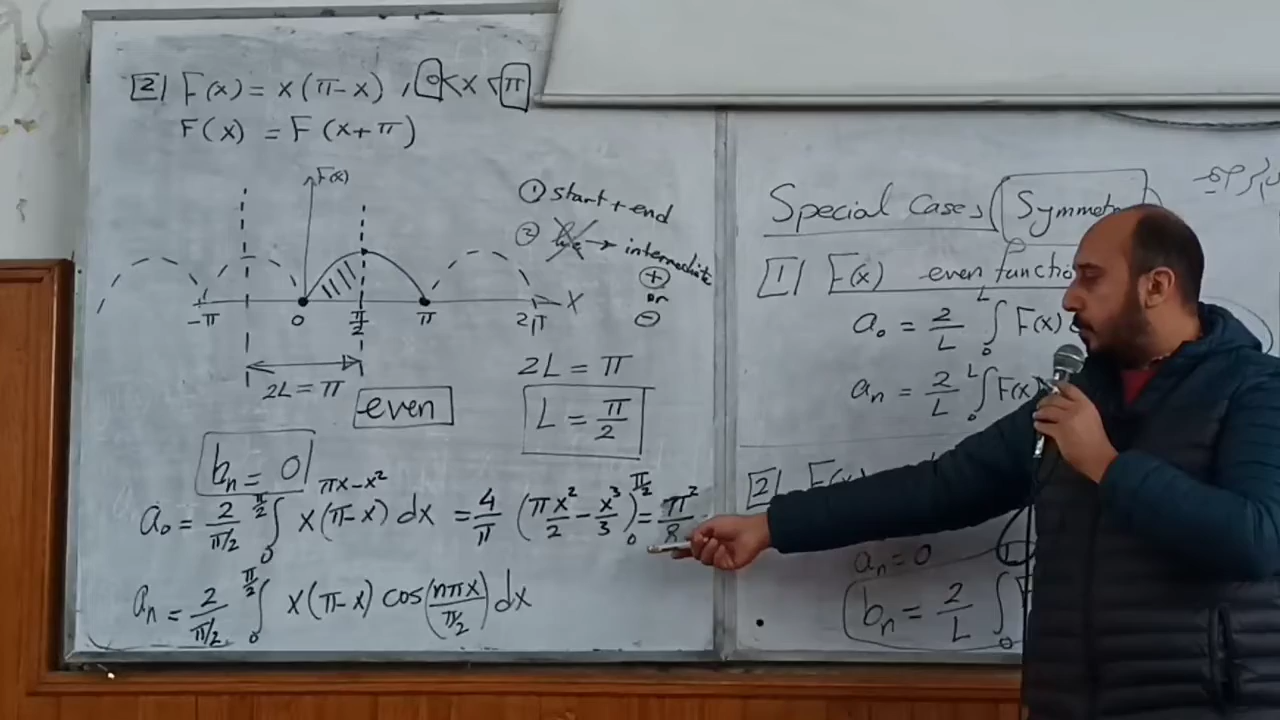 [2] F(x) = x(π-x) , 0<x<π
F(x) = F(x+π)
F(x)
① start + end
② → intermediate
⊕
or
⊖
-π 0 π/2 π 2π X
2L = π
2L = π
even
L = π/2
bₙ = 0
πx-x²
a₀ = 2/(π/2) ∫₀^(π/2) x(π-x) dx = 4/π (πx²/2 - x³/3)₀^(π/2) = π²
aₙ = 2/(π/2) ∫₀^(π/2) x(π-x) cos(nπx/(π/2)) dx
Special Cases (Symmetr
[1] F(x) even functio
a₀ = 2/L ∫₀^L F(x)
aₙ = 2/L ∫₀^L F(x)
[2] F(x)
aₙ = 0
bₙ = 2/L ∫₀